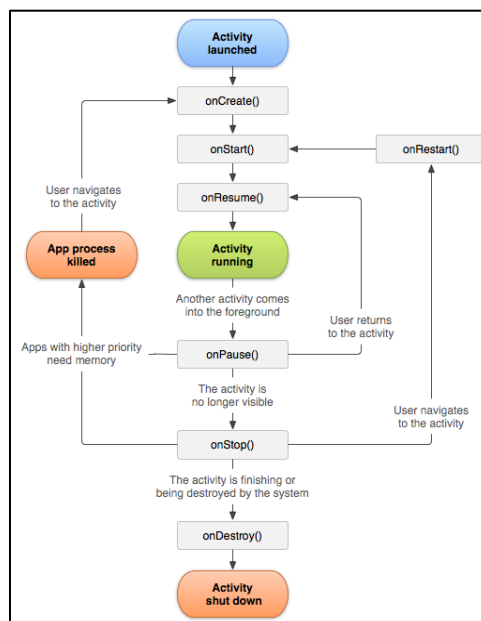 Activity
launched
onCreate()
onStart()
onRestart()
User navigates
to the activity
onResume()
App process
killed
Activity
running
Another activity comes
into the foreground
User returns
to the activity
Apps with higher priority
need memory
onPause()
The activity is
no longer visible
User navigates
to the activity
onStop()
The activity is finishing or
being destroyed by the system
onDestroy()
Activity
shut down